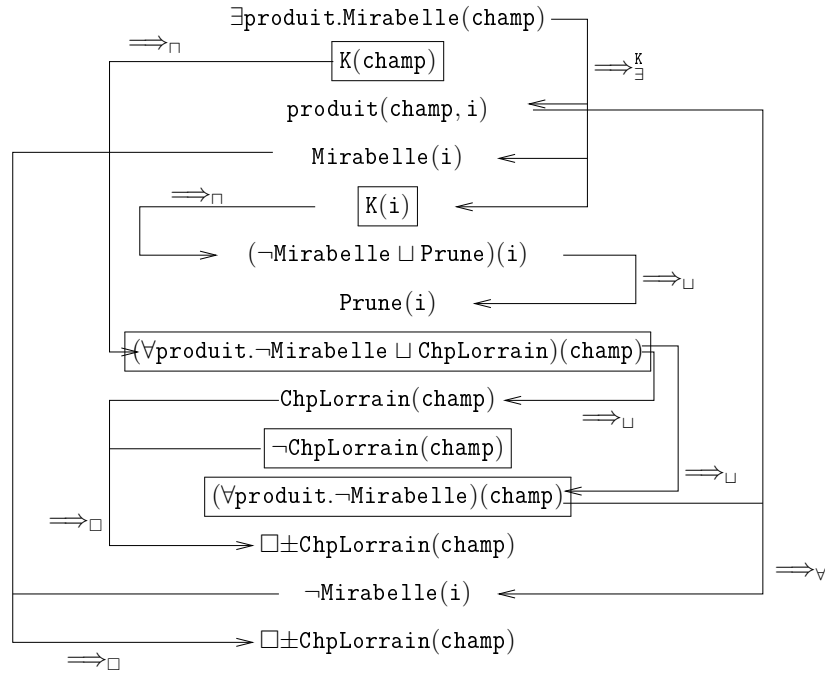 ∃produit.Mirabelle(champ)
⟹⊓
K(champ)
⟹∃K
produit(champ, i)
Mirabelle(i)
⟹⊓
K(i)
(¬Mirabelle ⊔ Prune)(i)
⟹⊔
Prune(i)
(∀produit.¬Mirabelle ⊔ ChpLorrain)(champ)
ChpLorrain(champ)
⟹⊔
¬ChpLorrain(champ)
⟹⊔
(∀produit.¬Mirabelle)(champ)
⟹□
□±ChpLorrain(champ)
⟹∀
¬Mirabelle(i)
□±ChpLorrain(champ)
⟹□